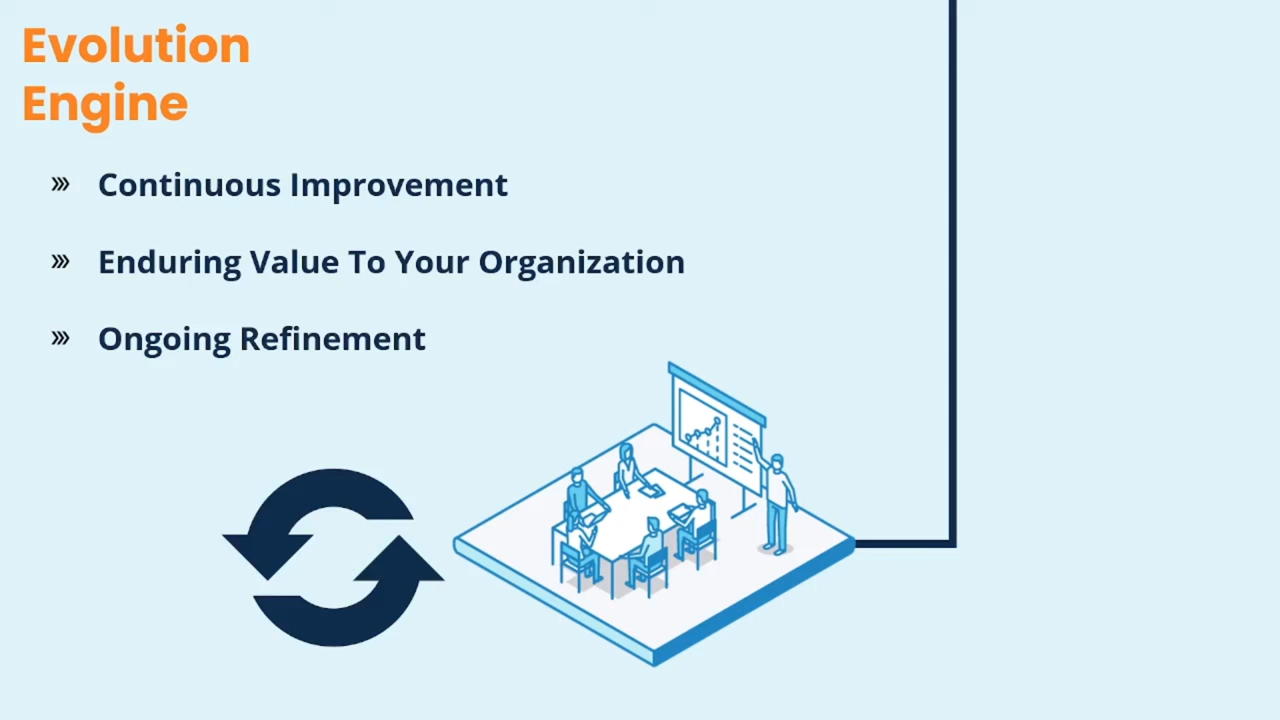 Evolution
Engine
Continuous Improvement
Enduring Value To Your Organization
Ongoing Refinement